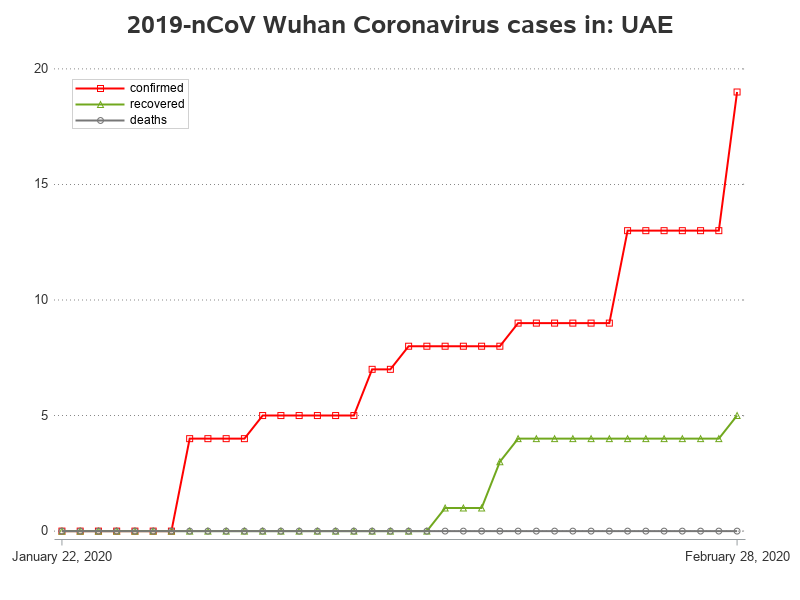 2019-nCoV Wuhan Coronavirus cases in: UAE
20
confirmed
recovered
deaths
15
10
5
0
January 22, 2020
February 28, 2020